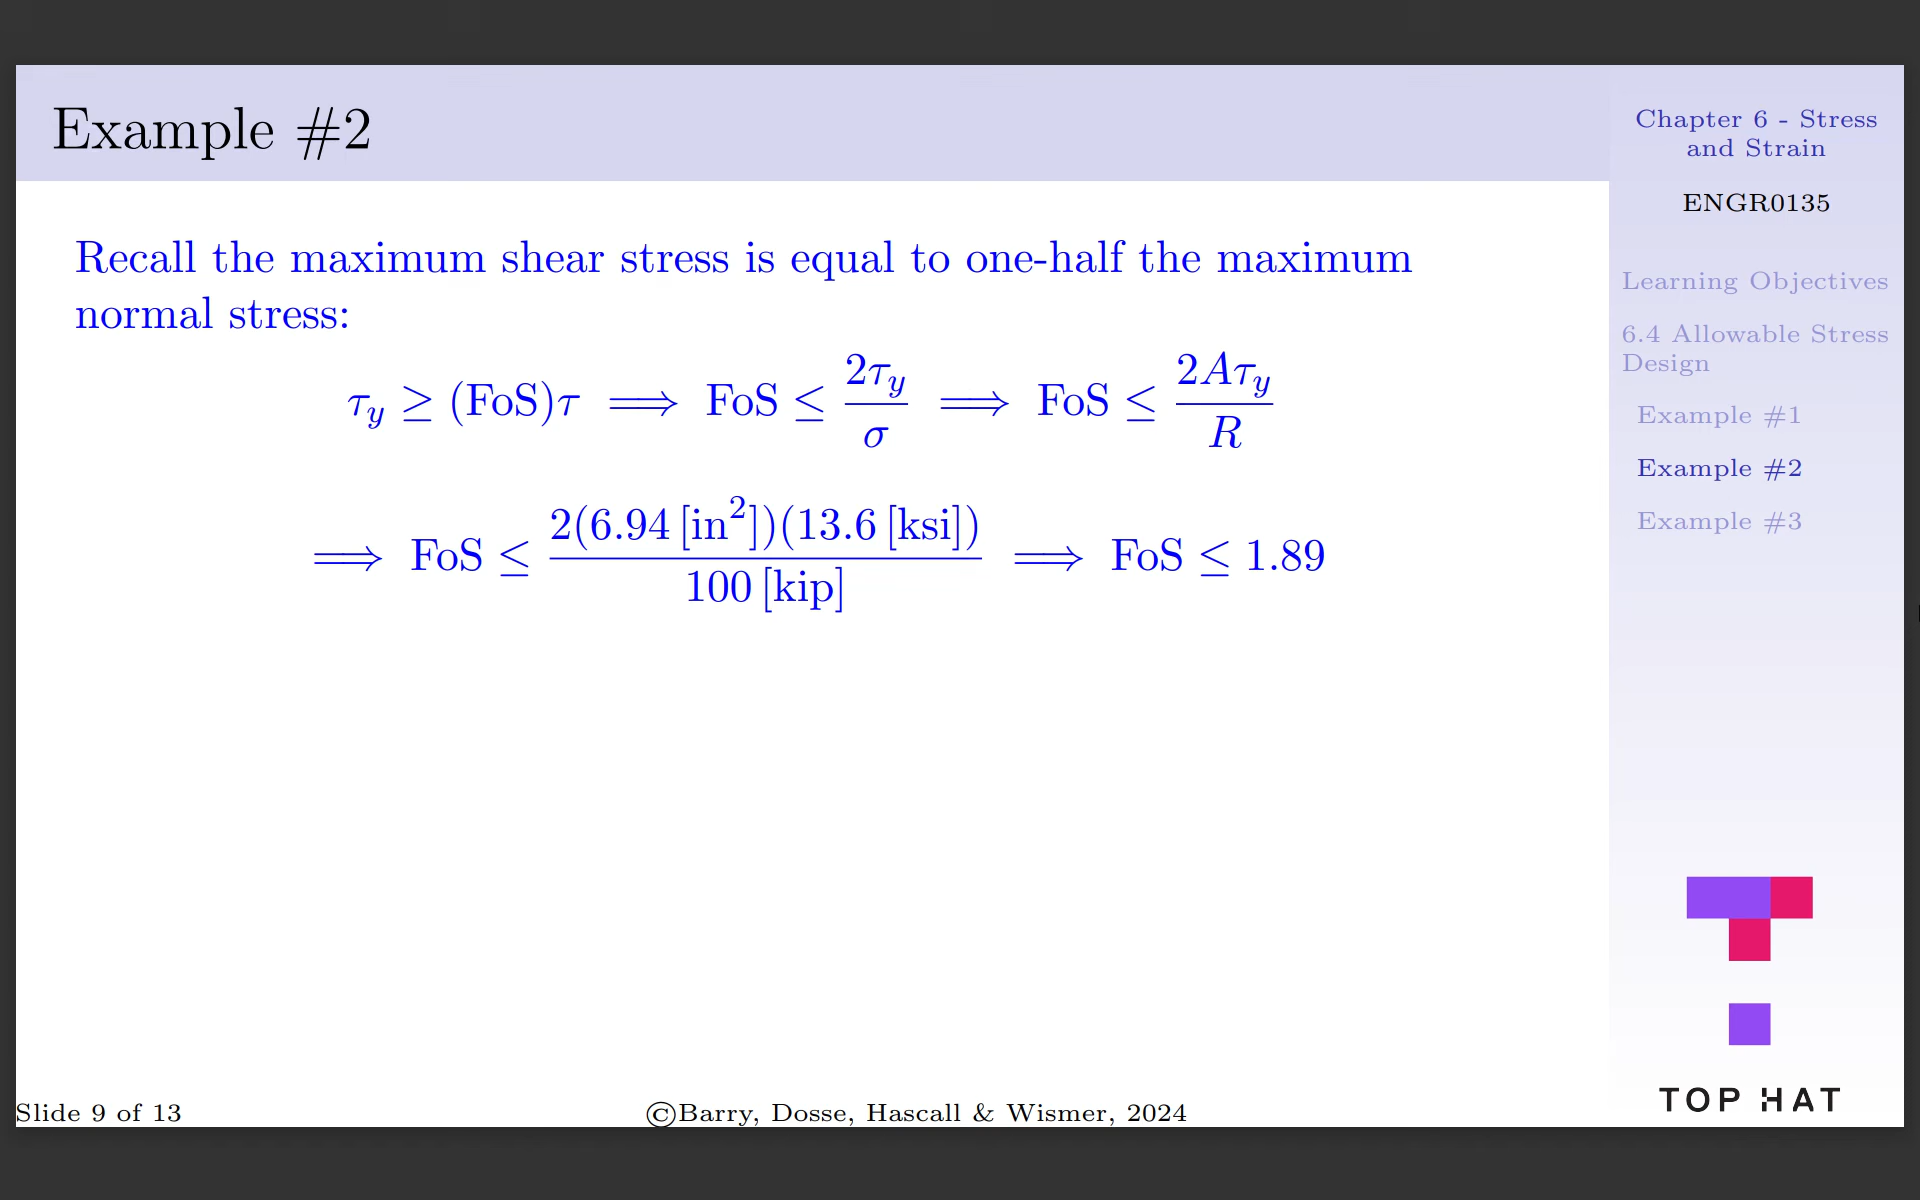 Example #2
Recall the maximum shear stress is equal to one-half the maximum
normal stress:
τ_y ≥ (FoS)τ ⟹ FoS ≤ 2τ_y/σ ⟹ FoS ≤ 2Aτ_y/R
⟹ FoS ≤ 2(6.94 [in²])(13.6 [ksi])/100 [kip] ⟹ FoS ≤ 1.89
Chapter 6 - Stress
and Strain
ENGR0135
Learning Objectives
6.4 Allowable Stress
Design
Example #1
Example #2
Example #3
TOP HAT
Slide 9 of 13
©Barry, Dosse, Hascall & Wismer, 2024